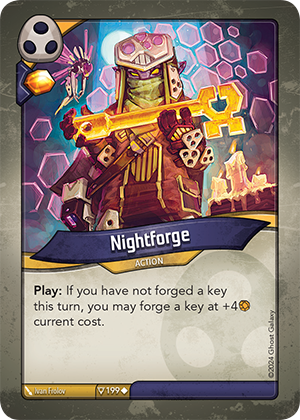 Nightforge
ACTION
Play: If you have not forged a key
this turn, you may forge a key at +4
current cost.
©2024 Ghost Galaxy
Ivan Frolov
199